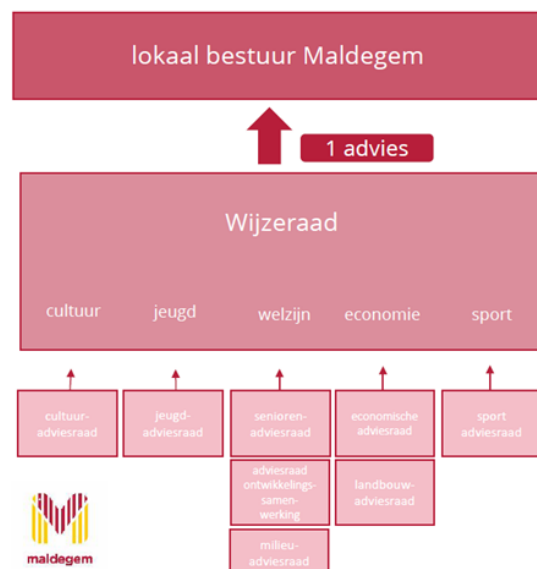 lokaal bestuur Maldegem
1 advies
Wijzeraad
cultuur
jeugd
welzijn
economie
sport
cultuur-
adviesraad
jeugd-
adviesraad
senioren-
adviesraad
economische
adviesraad
sport
adviesraad
adviesraad
ontwikkelings-
samen-
werking
landbouw-
adviesraad
milieu-
adviesraad
maldegem